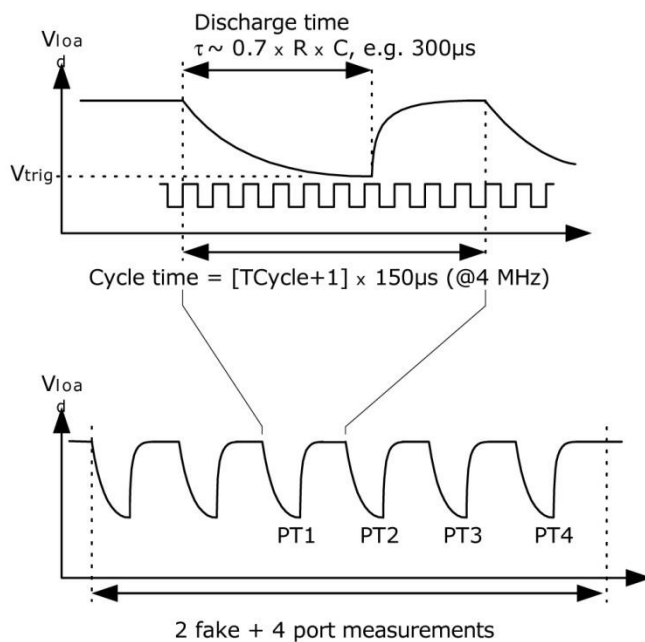 Discharge time
τ ~ 0.7 x R x C, e.g. 300µs
Vloa
d
Vtrig
Cycle time = [TCycle+1] x 150µs (@4 MHz)
Vloa
d
PT1 PT2 PT3 PT4
2 fake + 4 port measurements